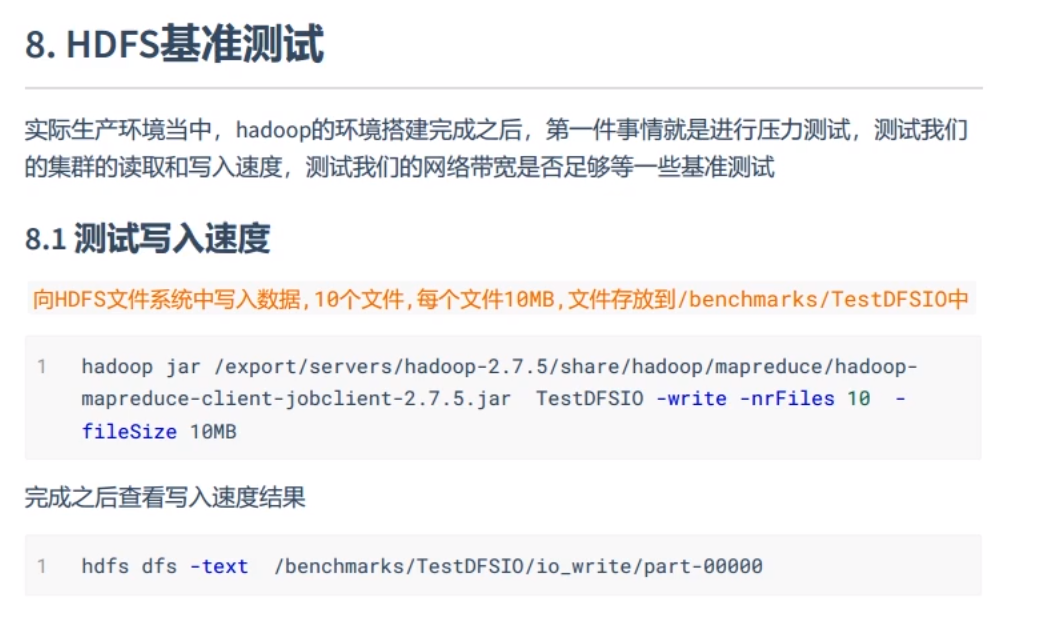 8. HDFS基准测试
实际生产环境当中，hadoop的环境搭建完成之后，第一件事情就是进行压力测试，测试我们
的集群的读取和写入速度，测试我们的网络带宽是否足够等一些基准测试
8.1 测试写入速度
向HDFS文件系统中写入数据,10个文件,每个文件10MB,文件存放到/benchmarks/TestDFSIO中
1 hadoop jar /export/servers/hadoop-2.7.5/share/hadoop/mapreduce/hadoop-
mapreduce-client-jobclient-2.7.5.jar  TestDFSIO -write -nrFiles 10  -
fileSize 10MB
完成之后查看写入速度结果
1 hdfs dfs -text  /benchmarks/TestDFSIO/io_write/part-00000